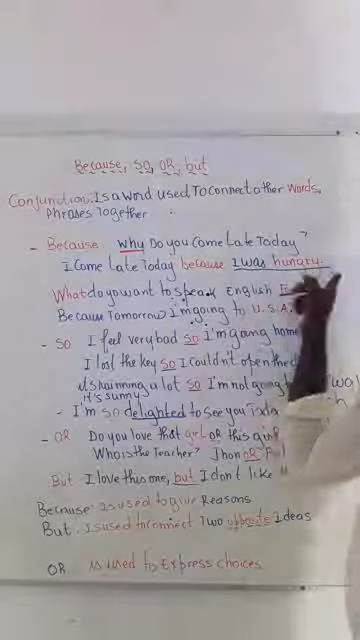 Because, SO, OR, but
Conjunction: Is a Word used To Connect ather Words,
Phrases Together
- Because why Do you Come Late Today?
I Come Late Today because I was hungry.
What do you want to speak English
Because Tomorrow I'm going to U.S.A.
- SO I feel very bad so I'm going home
I lost the key so I couldn't open the d
it's rainning a lot so I'm not going
it's sunny
- I'm so delighted to see you Toda
- OR Do you love that girl OR this gir
Who is the Teacher? Jhon OR
But I love this one, but I don't like
Because: Is used to give Reasons
But. Is used to connect Two opposite Ideas
OR is used to Express choices